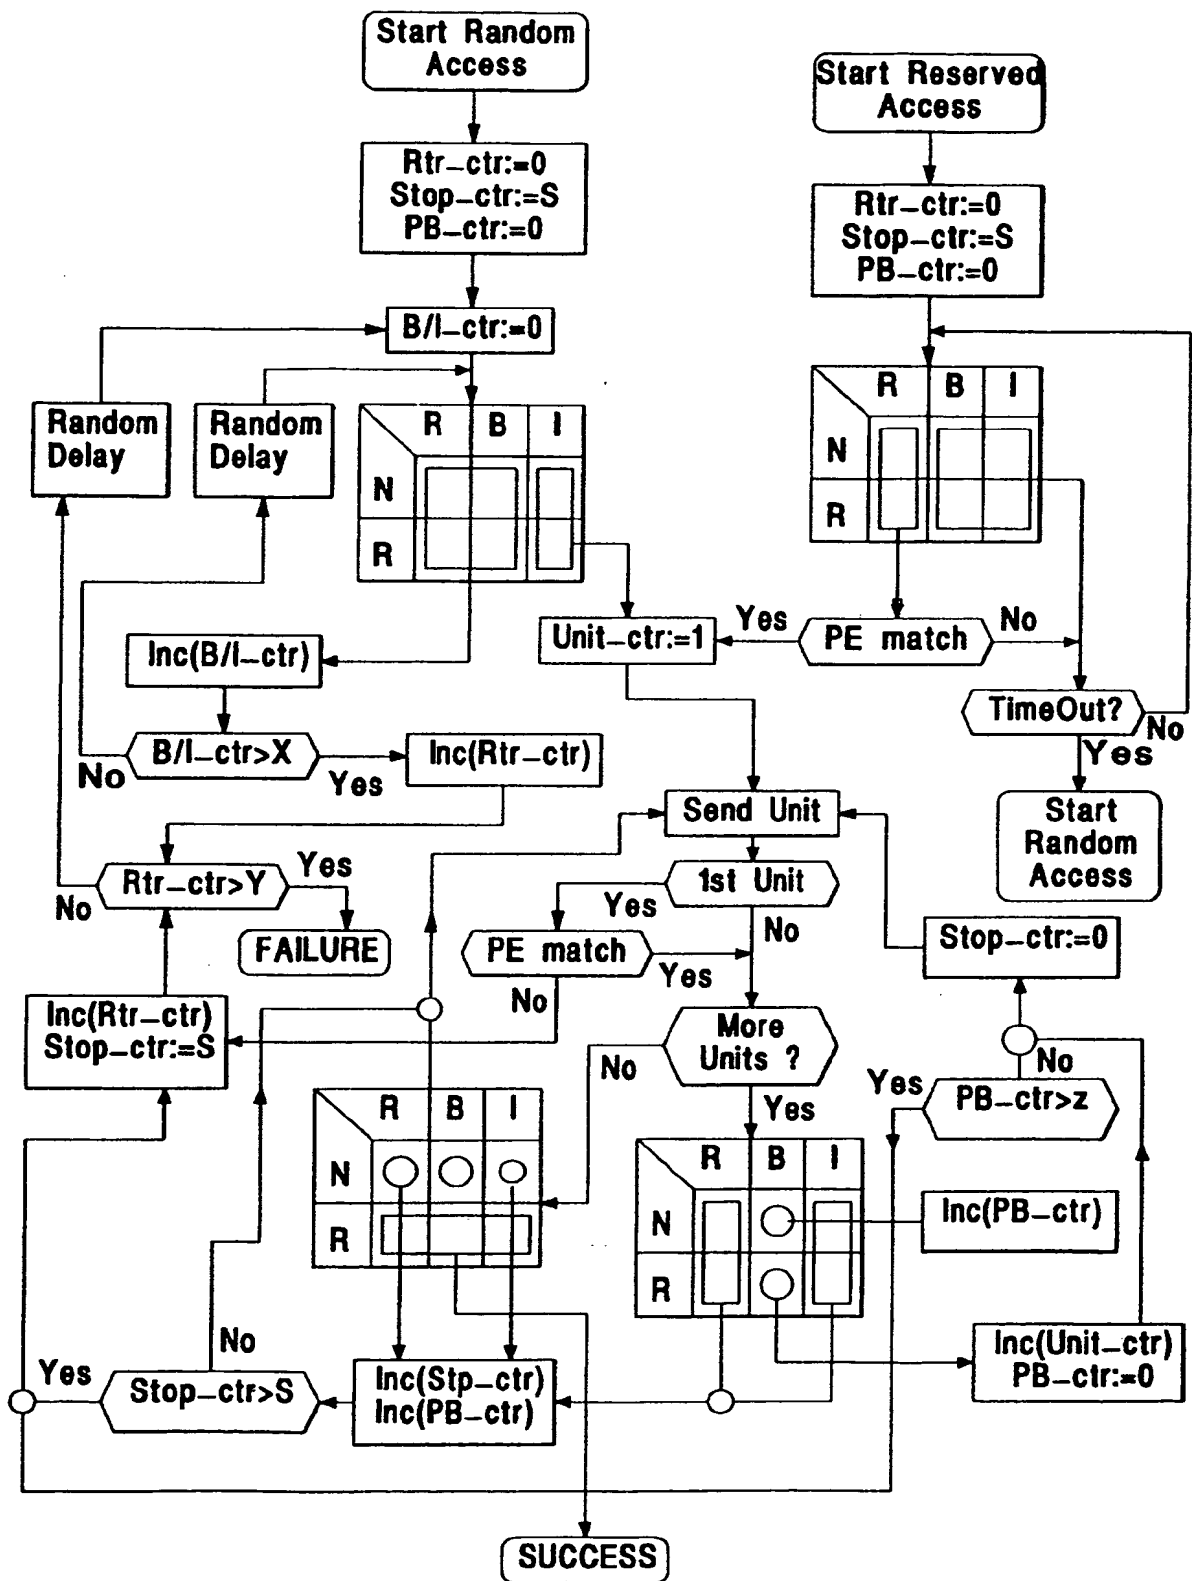 Start Random
Access
Start Reserved
Access
Rtr-ctr:=0
Stop-ctr:=S
PB-ctr:=0
Rtr-ctr:=0
Stop-ctr:=S
PB-ctr:=0
B/I-ctr:=0
Random
Delay
Random
Delay
R B I
N
R
R B I
N
R
Inc(B/I-ctr)
Unit-ctr:=1
Yes
PE match
No
B/I-ctr>X
No
Yes
Inc(Rtr-ctr)
TimeOut?
No
Yes
Send Unit
Start
Random
Access
Rtr-ctr>Y
Yes
No
1st Unit
Yes
No
FAILURE
PE match
Yes
No
Stop-ctr:=0
Inc(Rtr-ctr)
Stop-ctr:=S
More
Units ?
No
Yes
No
Yes
PB-ctr>z
R B I
N
R
R B I
N
R
Inc(PB-ctr)
Inc(Unit-ctr)
PB-ctr:=0
No
Yes
Stop-ctr>S
Inc(Stp-ctr)
Inc(PB-ctr)
SUCCESS